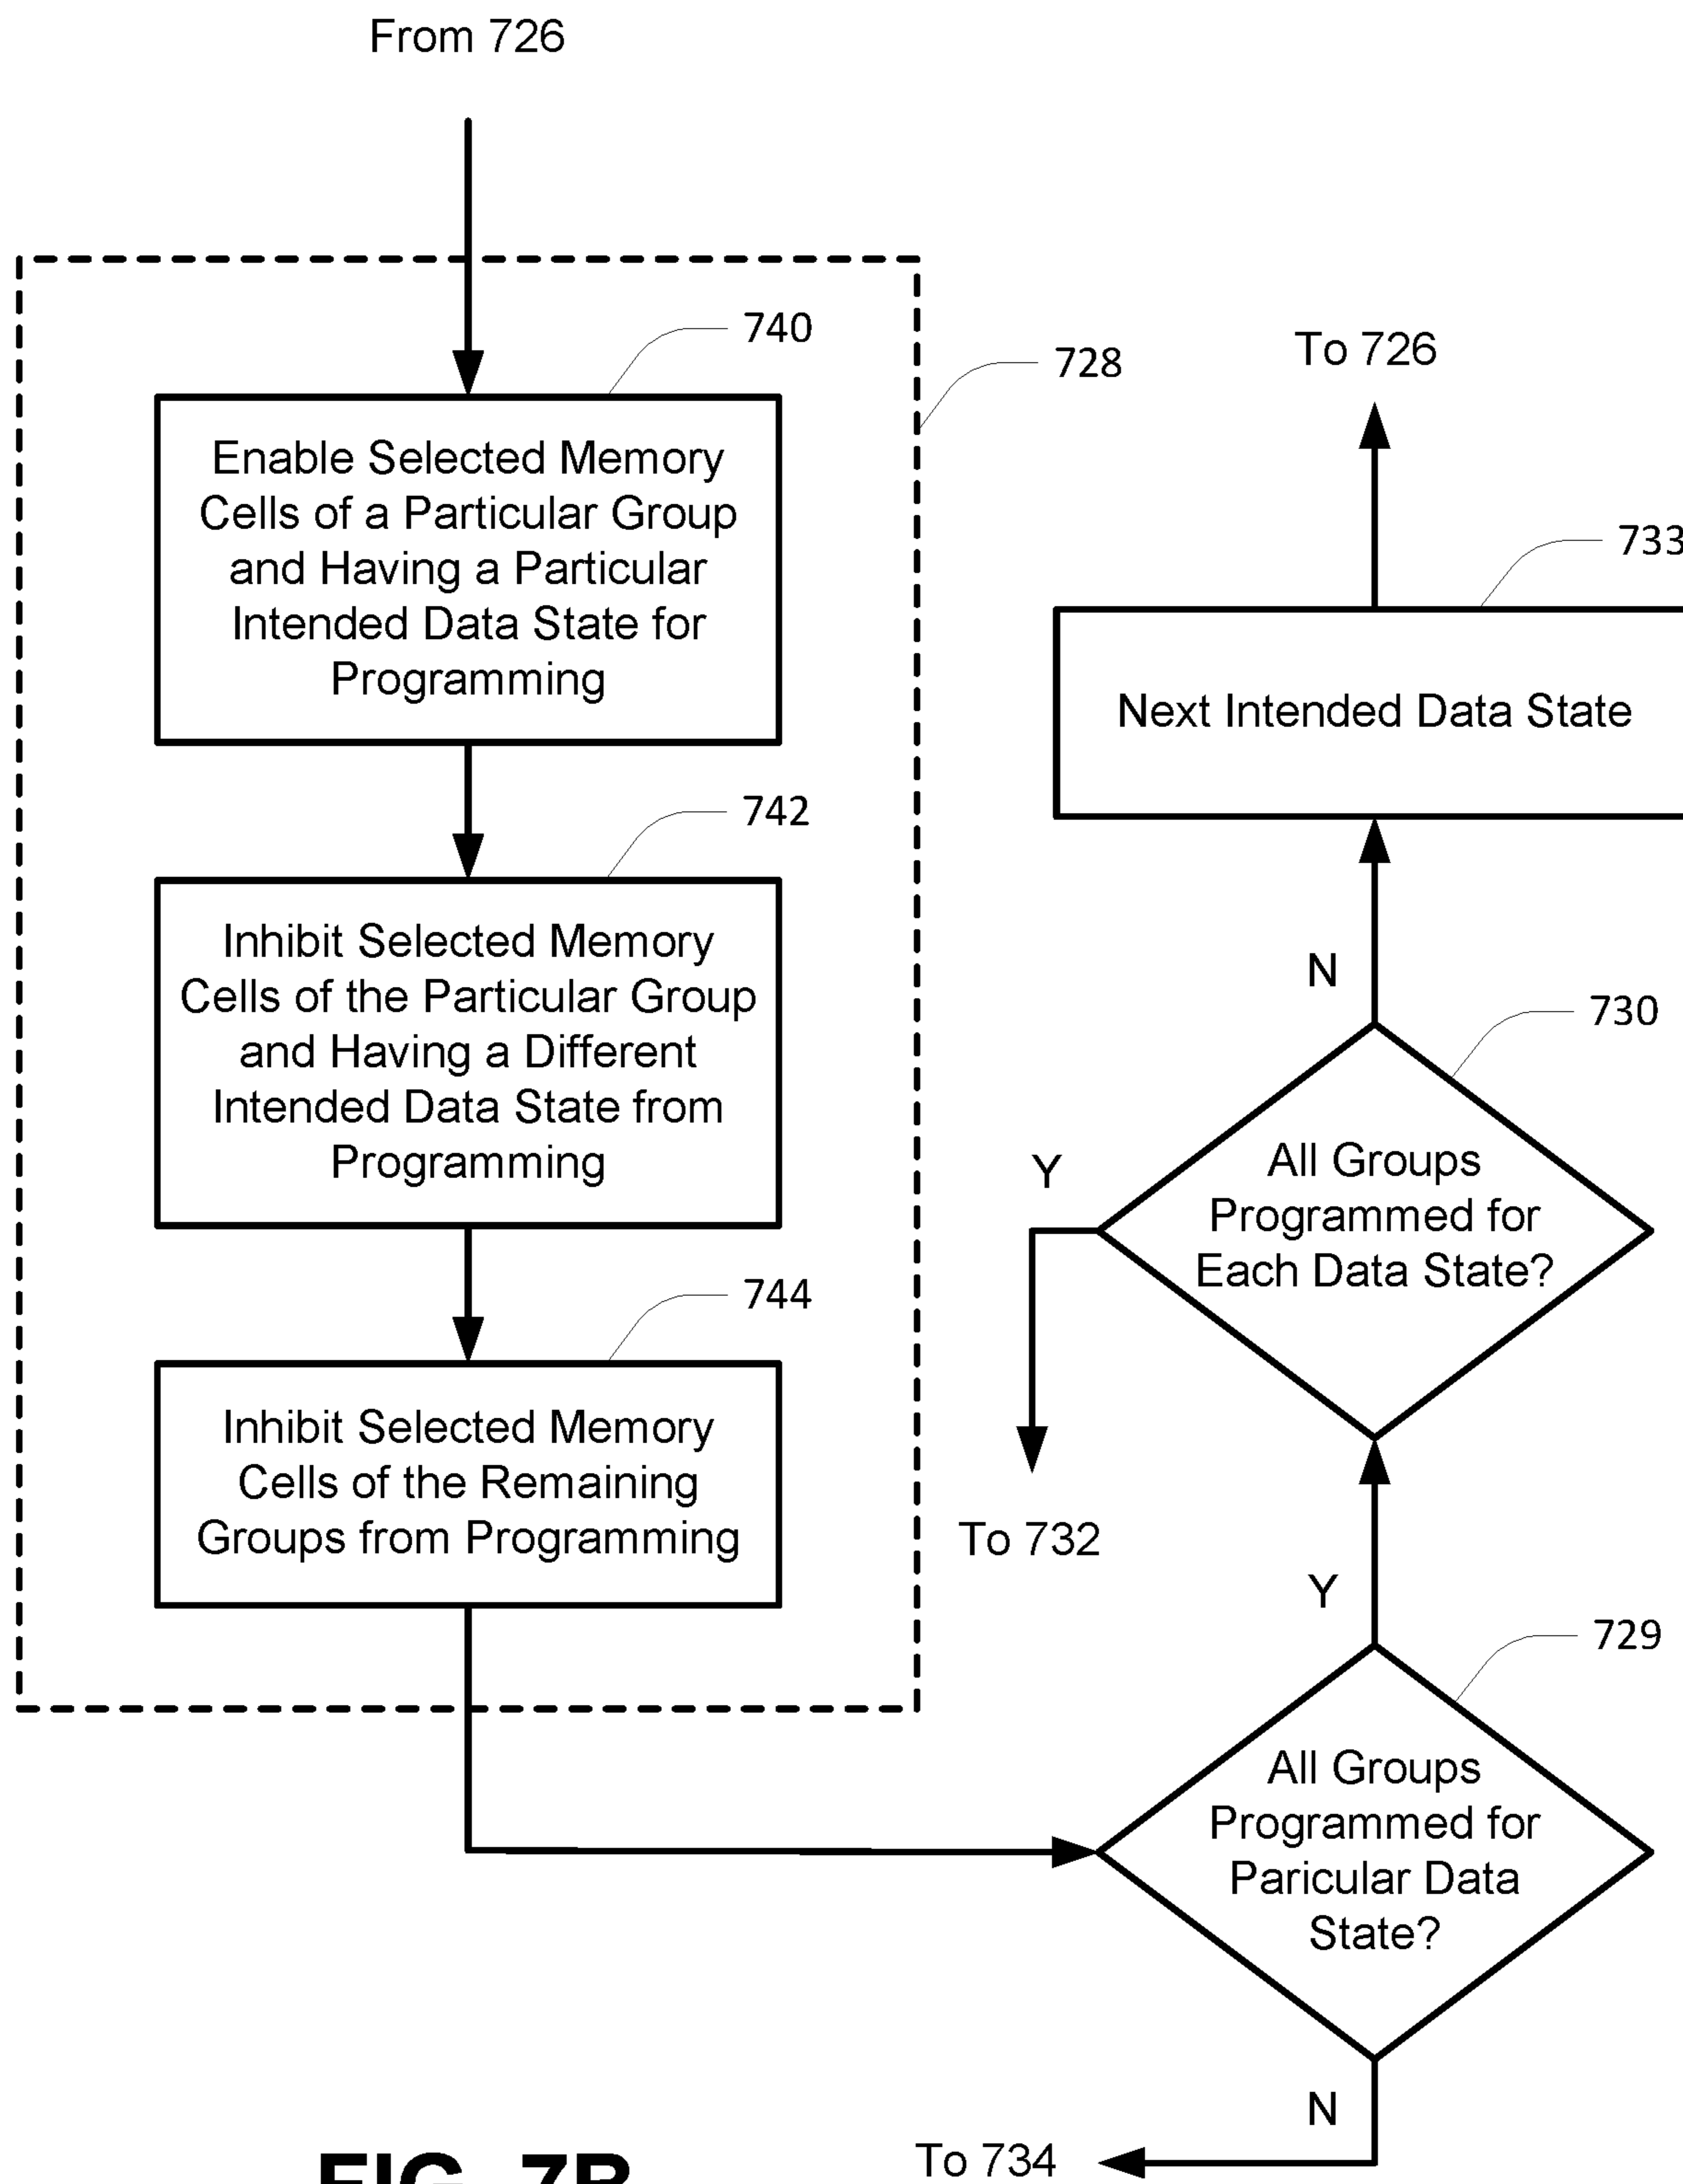 From 726
740
Enable Selected Memory
Cells of a Particular Group
and Having a Particular
Intended Data State for
Programming
728
742
Inhibit Selected Memory
Cells of the Particular Group
and Having a Different
Intended Data State from
Programming
744
Inhibit Selected Memory
Cells of the Remaining
Groups from Programming
To 726
733
Next Intended Data State
N
730
All Groups
Programmed for
Each Data State?
Y
To 732
Y
729
All Groups
Programmed for
Paricular Data
State?
N
To 734
FIG. 7B